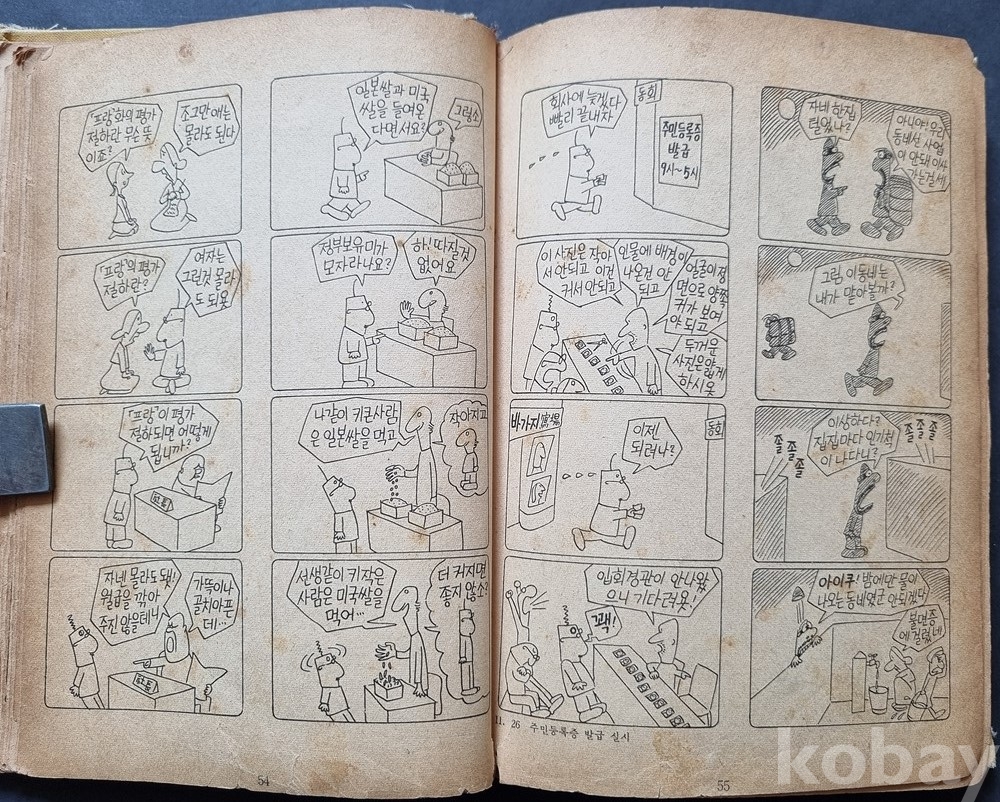 「프랑」화의 평가
절하란 무슨 뜻
이죠?
조그만 애는
몰라도 된다
「프랑」의 평가
절하란?
여자는
그런것 몰라
도 되욧
「프랑」이 평가
절하되면 어떻게
됩니까?
자넨 몰라도 돼!
월급을 깎아
주진 않을테니
가뜩이나
골치아픈
데…
일본쌀과 미국
쌀을 들여온
다면서요?
그렇소
정부보유미가
모자라나요?
하! 따질것
없어요
나같이 키큰사람
은 일본쌀을 먹고
작아지고
선생같이 키작은
사람은 미국쌀을
먹어…
더 커지면
좋지 않소?
54
회사에 늦겠다
빨리 끝내자
동회
주민등록증
발급
9시~5시
이 사진은 작아
서 안되고 이건
커서 안되고
인물에 배경이
나온건 안
되고
얼굴이 정
면으로 양쪽
귀가 보여
야 되고
두꺼운
사진은 얇게
하시옷
바가지寫場
이젠
되려나?
동회
입회경관이 안나왔
으니 기다려욧!
꽥!
11. 26 주민등록증 발급 실시
자네 한집
털었나?
아니야! 우리
동네선 사업
이 안돼 이사
가는걸세
그럼 이동네는
내가 맡아볼까?
이상하다?
집집마다 인기척
이 나다니?
졸 졸 졸
졸 졸 졸
아이쿠! 밤에만 물이
나오는 동네였군 안되겠다
불면증
에 걸렸네
55
kobay